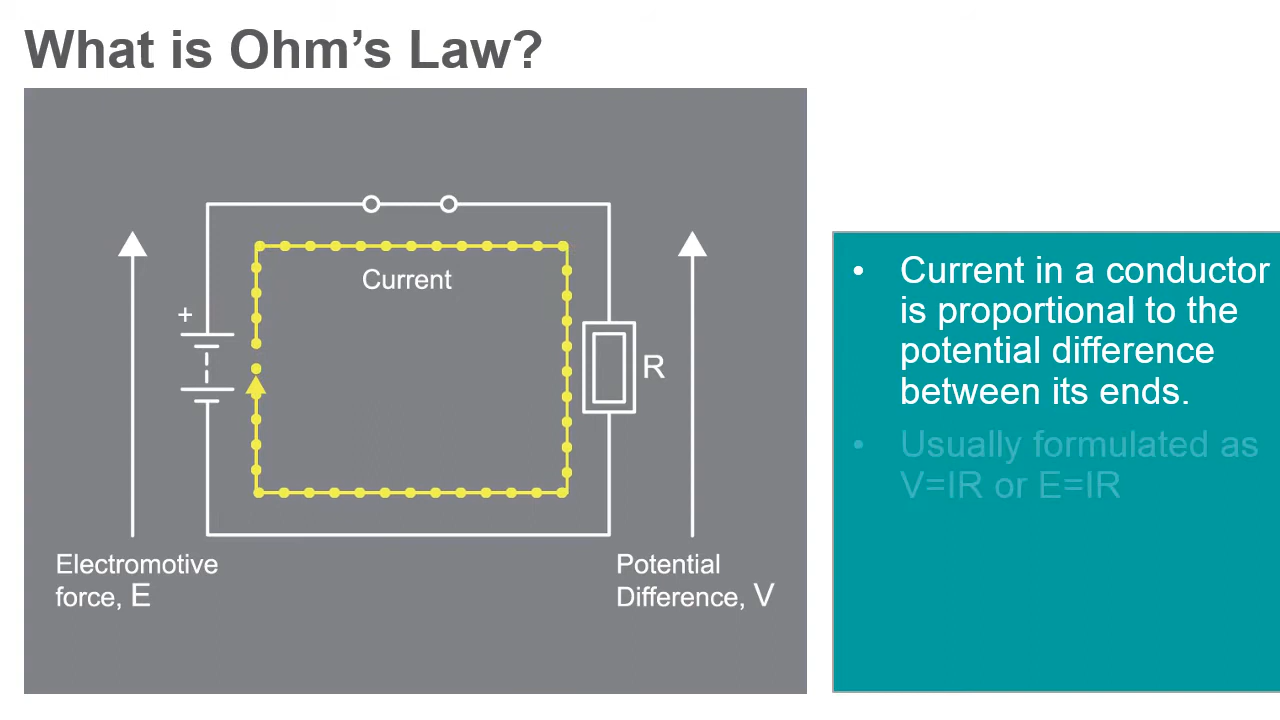 What is Ohm’s Law?
Current
+
R
Electromotive
force, E
Potential
Difference, V
• Current in a conductor
is proportional to the
potential difference
between its ends.
• Usually formulated as
V=IR or E=IR